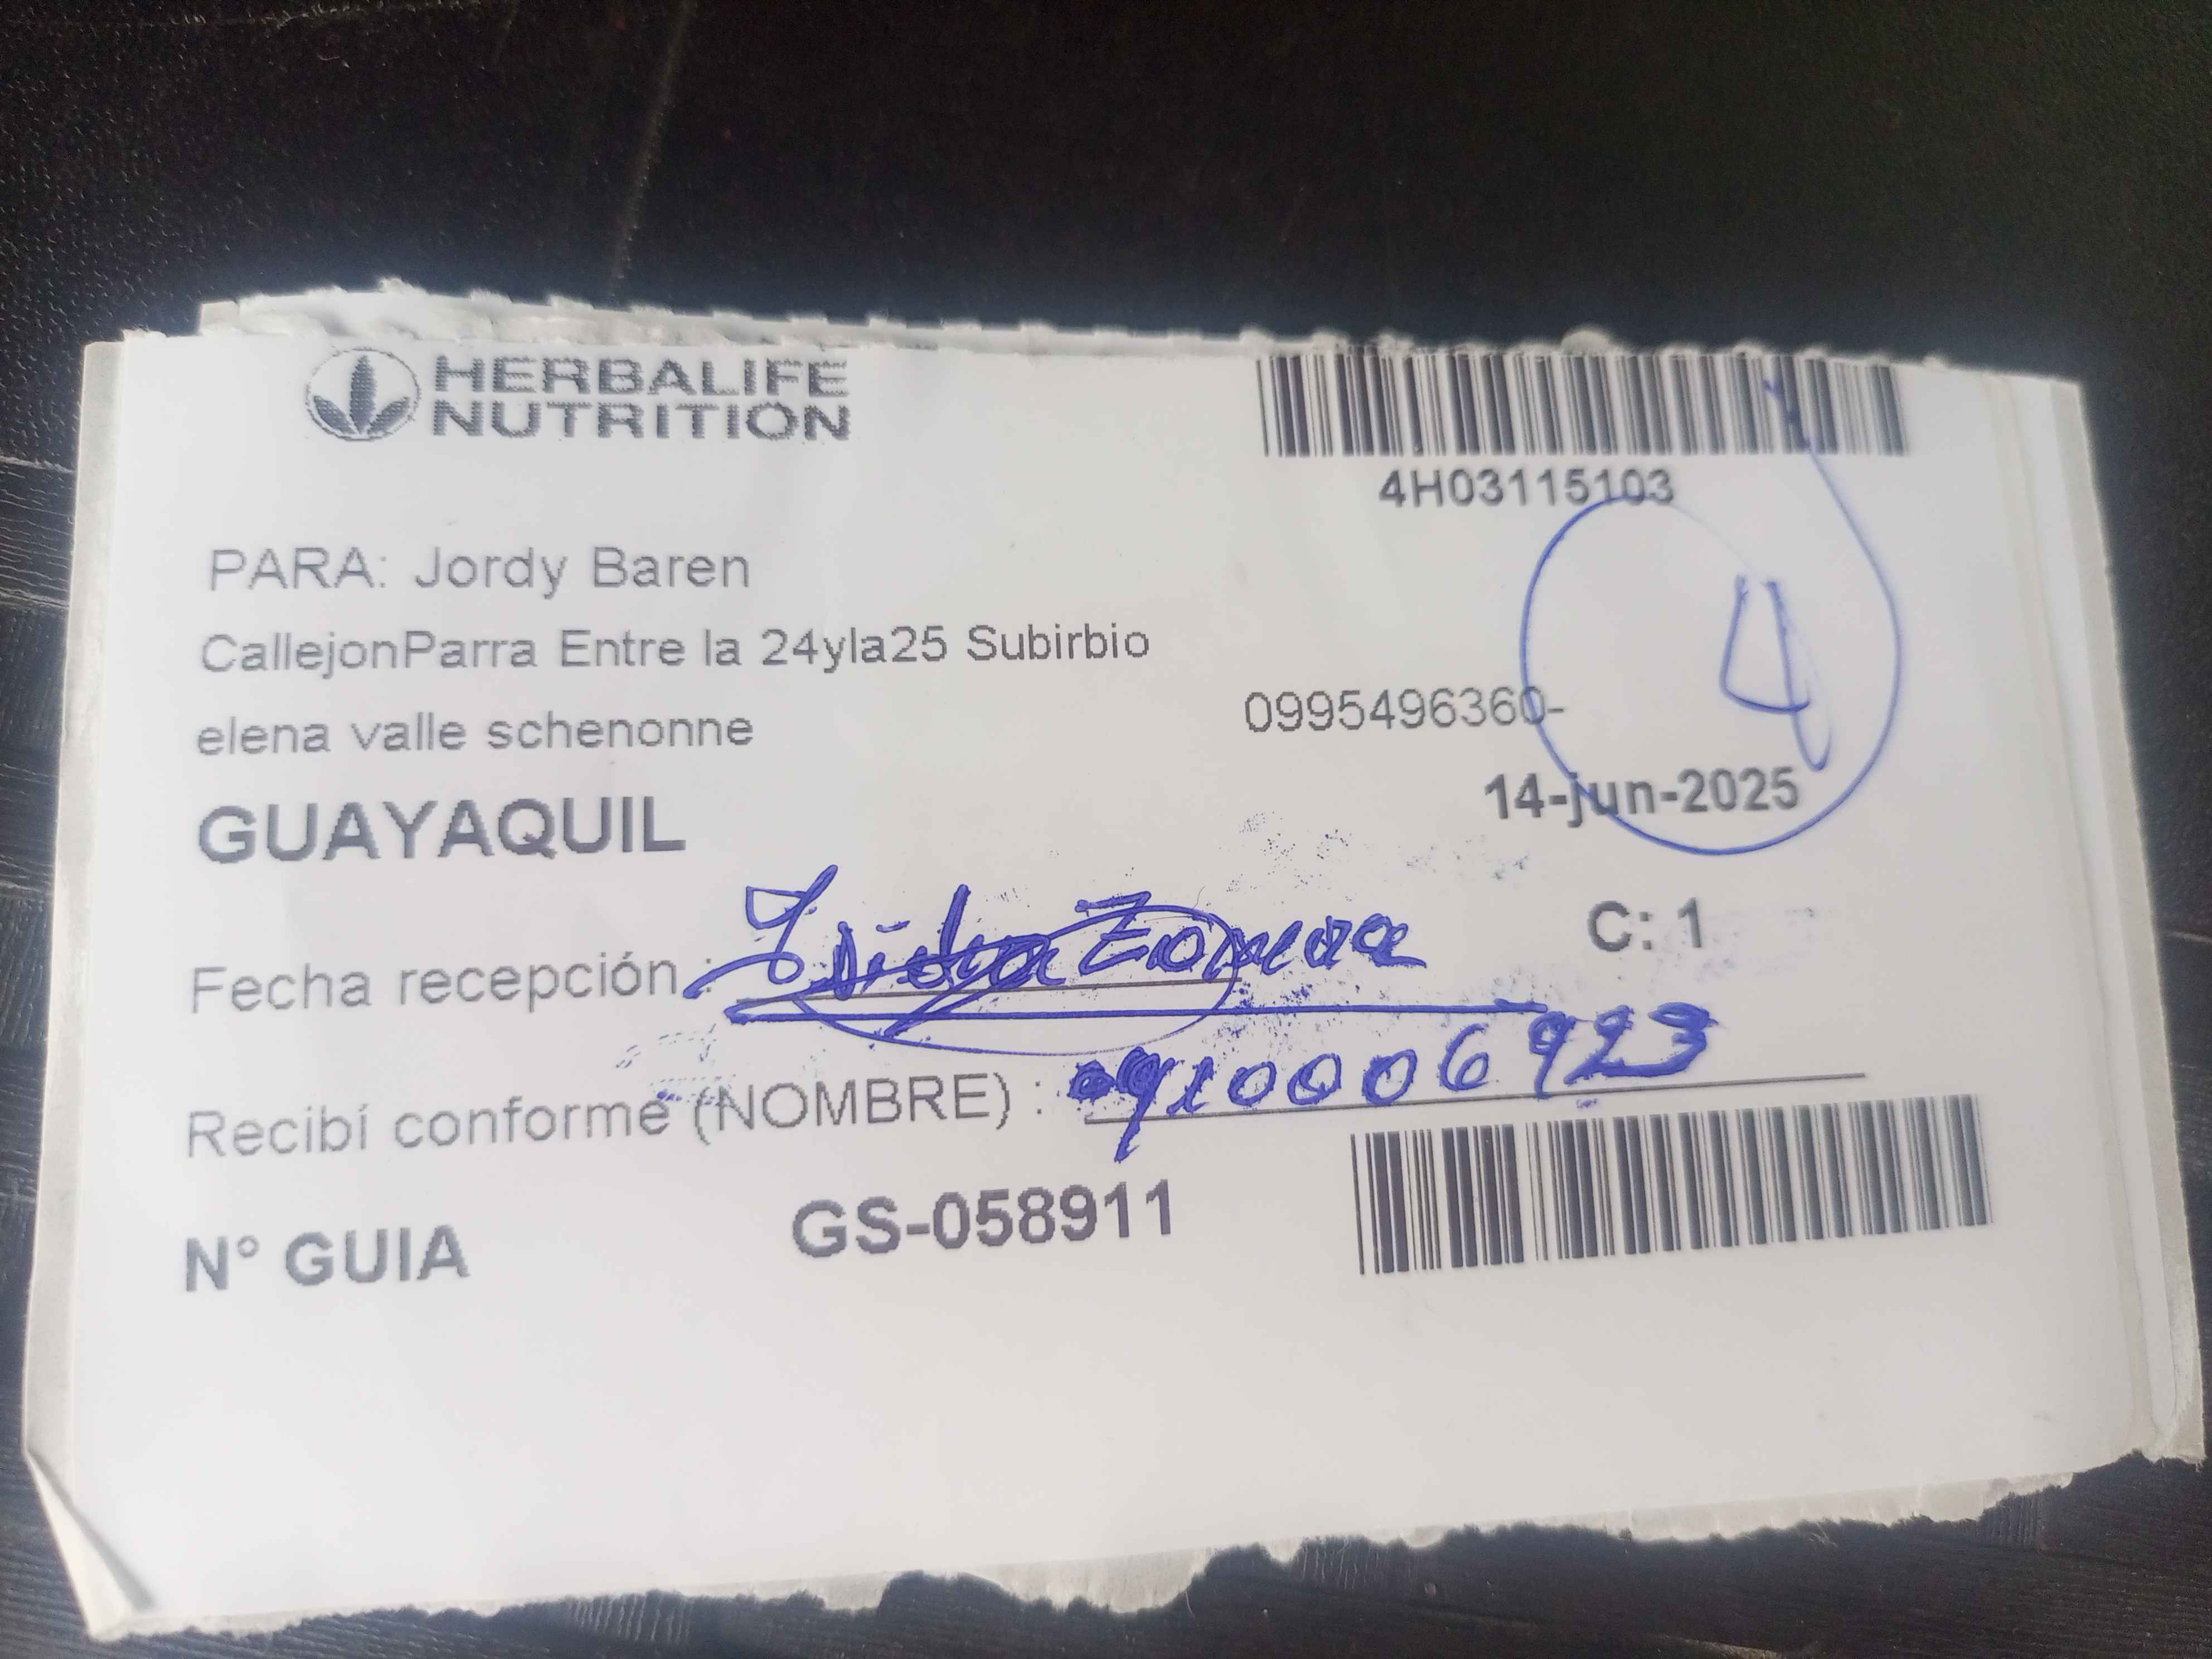 HERBALIFE
NUTRITION
4H03115103
PARA: Jordy Baren
CallejonParra Entre la 24yla25 Subirbio
4
elena valle schenonne
0995496360-
GUAYAQUIL
14-jun-2025
C: 1
Fecha recepción :
Recibí conforme (NOMBRE) : 0910006923
N° GUIA GS-058911